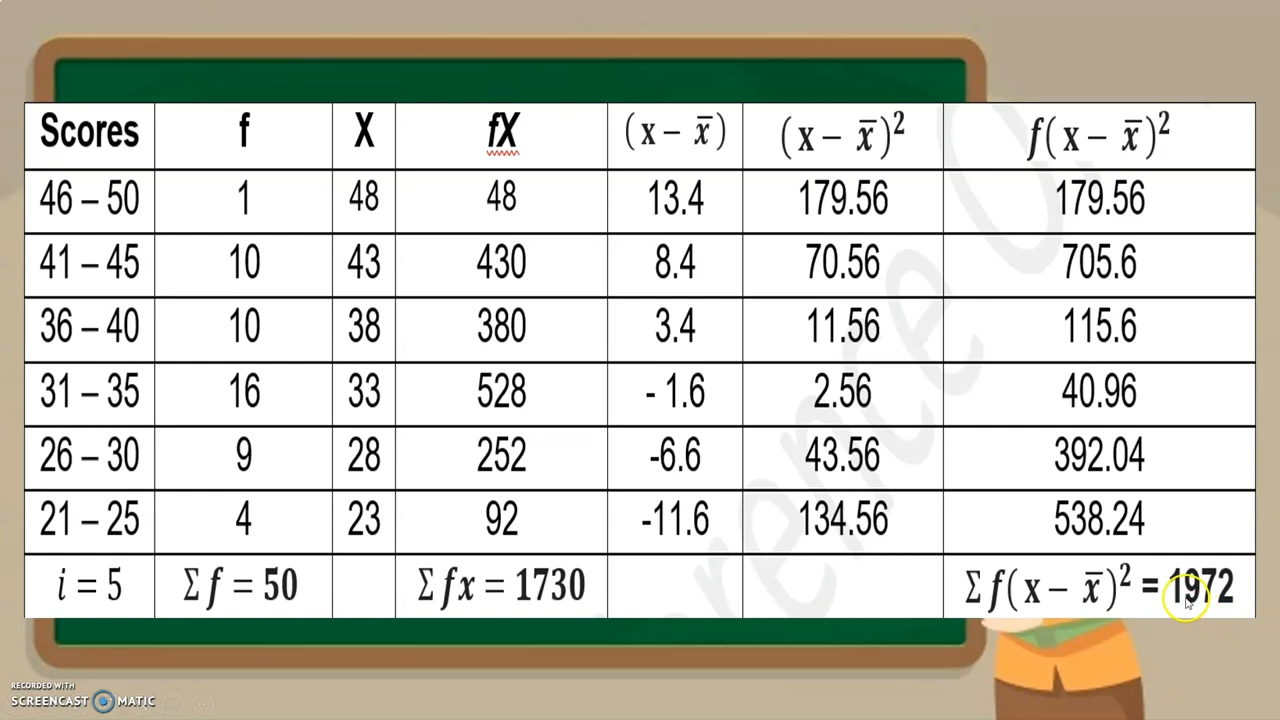 Scores f X fX (x − x̄) (x − x̄)² f(x − x̄)²
46 – 50 1 48 48 13.4 179.56 179.56
41 – 45 10 43 430 8.4 70.56 705.6
36 – 40 10 38 380 3.4 11.56 115.6
31 – 35 16 33 528 - 1.6 2.56 40.96
26 – 30 9 28 252 -6.6 43.56 392.04
21 – 25 4 23 92 -11.6 134.56 538.24
i = 5 Σ f = 50 Σ fx = 1730 Σ f(x − x̄)² = 1972
RECORDED WITH
SCREENCAST MATIC